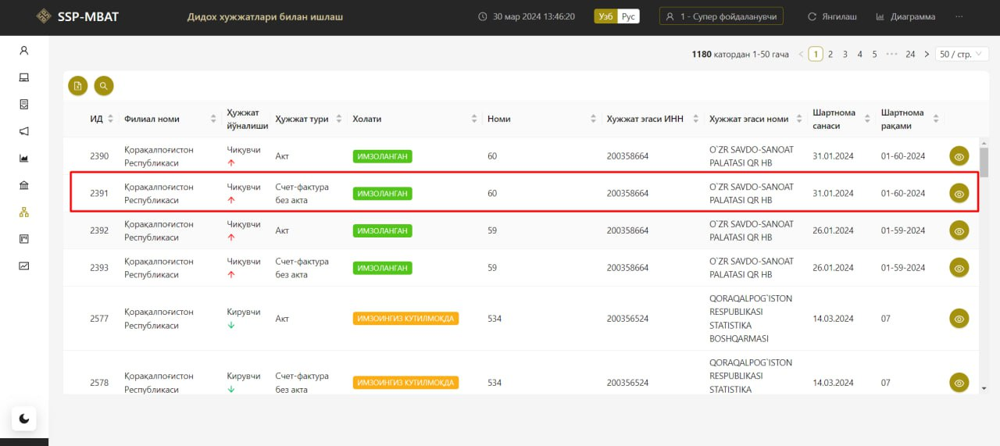 SSP-MBAT Дидох хужжатлари билан ишлаш 30 мар 2024 13:46:20 Узб Рус 1 - Супер фойдаланувчи Янгилаш Диаграмма ...
1180 катордан 1-50 гача < 1 2 3 4 5 ··· 24 > 50 / стр.
ИД Филиал номи Ҳужжат йўналиши Ҳужжат тури Холати Номи Хужжат эгаси ИНН Хужжат эгаси номи Шартнома санаси Шартнома рақами
2390 Қорақалпоғистон Республикаси Чиқувчи Акт ИМЗОЛАНГАН 60 200358664 O`ZR SAVDO-SANOAT PALATASI QR HB 31.01.2024 01-60-2024
2391 Қорақалпоғистон Республикаси Чиқувчи Счет-фактура без акта ИМЗОЛАНГАН 60 200358664 O`ZR SAVDO-SANOAT PALATASI QR HB 31.01.2024 01-60-2024
2392 Қорақалпоғистон Республикаси Чиқувчи Акт ИМЗОЛАНГАН 59 200358664 O`ZR SAVDO-SANOAT PALATASI QR HB 26.01.2024 01-59-2024
2393 Қорақалпоғистон Республикаси Чиқувчи Счет-фактура без акта ИМЗОЛАНГАН 59 200358664 O`ZR SAVDO-SANOAT PALATASI QR HB 26.01.2024 01-59-2024
2577 Қорақалпоғистон Республикаси Кирувчи Акт ИМЗОИНГИЗ КУТИЛМОҚДА 534 200356524 QORAQALPOG`ISTON RESPUBLIKASI STATISTIKA BOSHQARMASI 14.03.2024 07
2578 Қорақалпоғистон Республикаси Кирувчи Счет-фактура без акта ИМЗОИНГИЗ КУТИЛМОҚДА 534 200356524 QORAQALPOG`ISTON RESPUBLIKASI STATISTIKA 14.03.2024 07